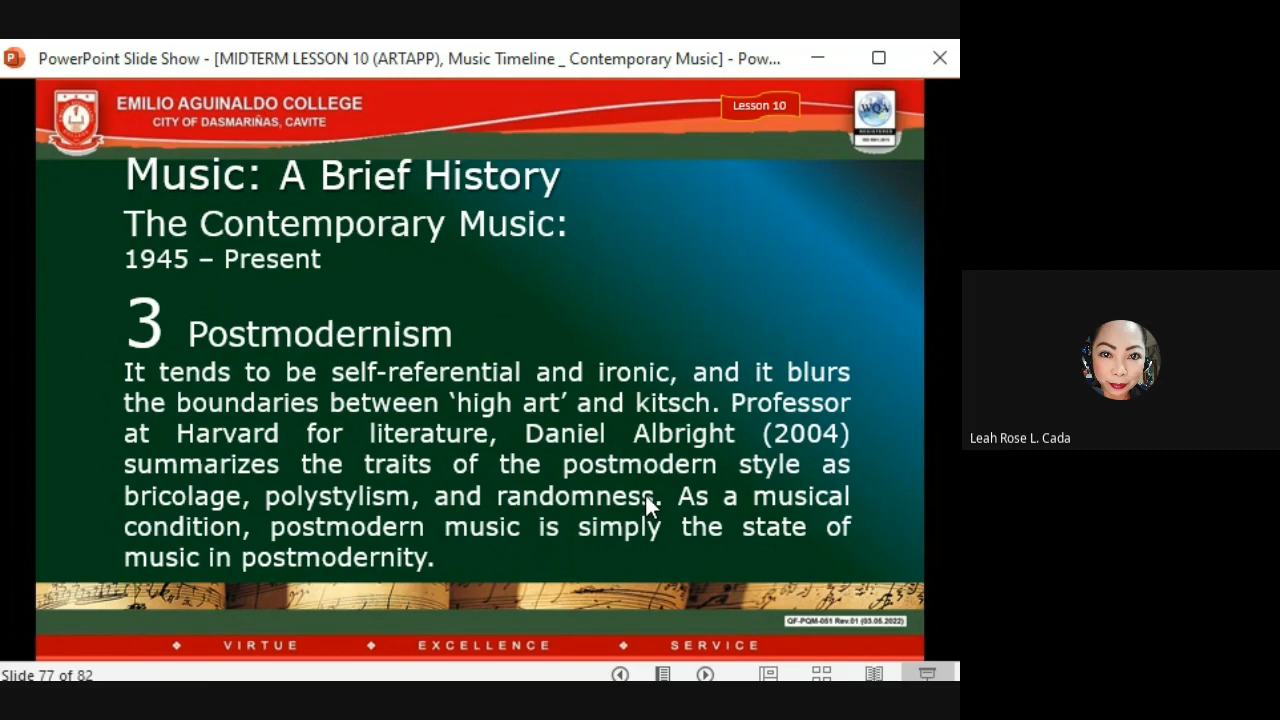 PowerPoint Slide Show - [MIDTERM LESSON 10 (ARTAPP), Music Timeline _ Contemporary Music] - Pow...
EMILIO AGUINALDO COLLEGE
CITY OF DASMARIÑAS, CAVITE
Lesson 10
WQA
REGISTERED
Music: A Brief History
The Contemporary Music:
1945 – Present
3 Postmodernism
It tends to be self-referential and ironic, and it blurs
the boundaries between ‘high art’ and kitsch. Professor
at Harvard for literature, Daniel Albright (2004)
summarizes the traits of the postmodern style as
bricolage, polystylism, and randomness. As a musical
condition, postmodern music is simply the state of
music in postmodernity.
QF-PQM-051 Rev.01 (03.05.2022)
VIRTUE EXCELLENCE SERVICE
Slide 77 of 82
Leah Rose L. Cada